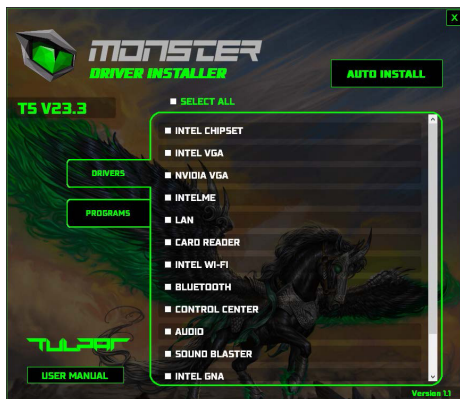 X
MONSTER
DRIVER INSTALLER
AUTO INSTALL
T5 V23.3
SELECT ALL
INTEL CHIPSET
INTEL VGA
DRIVERS
NVIDIA VGA
INTELME
PROGRAMS
LAN
CARD READER
INTEL WI-FI
BLUETOOTH
CONTROL CENTER
AUDIO
TULPAR
SOUND BLASTER
USER MANUAL
INTEL GNA
Version 1.1